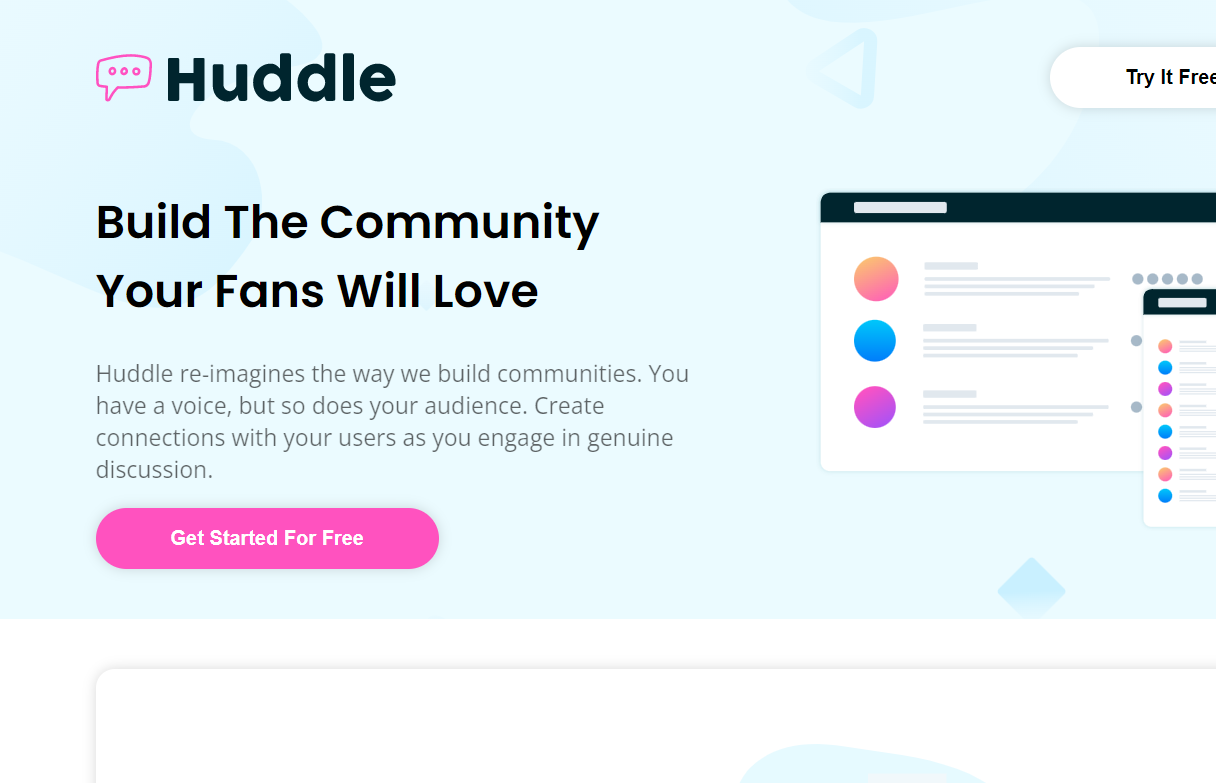 Huddle
Try It Free
Build The Community
Your Fans Will Love
Huddle re-imagines the way we build communities. You
have a voice, but so does your audience. Create
connections with your users as you engage in genuine
discussion.
Get Started For Free